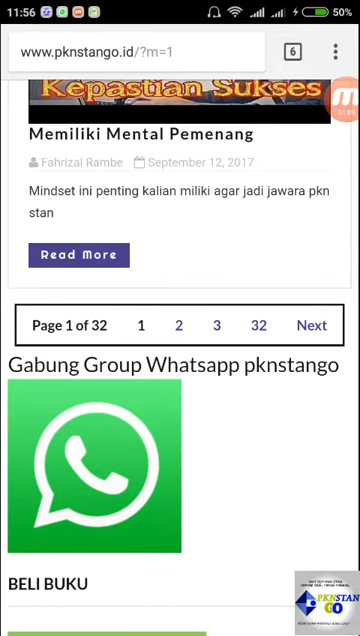 11:56
50%
www.pknstango.id/?m=1
6
01:09
Kepastian Sukses
Memiliki Mental Pemenang
Fahrizal Rambe September 12, 2017
Mindset ini penting kalian miliki agar jadi jawara pkn
stan
Read More
Page 1 of 32 1 2 3 32 Next
Gabung Group Whatsapp pknstango
BELI BUKU
PKNSTAN
GO